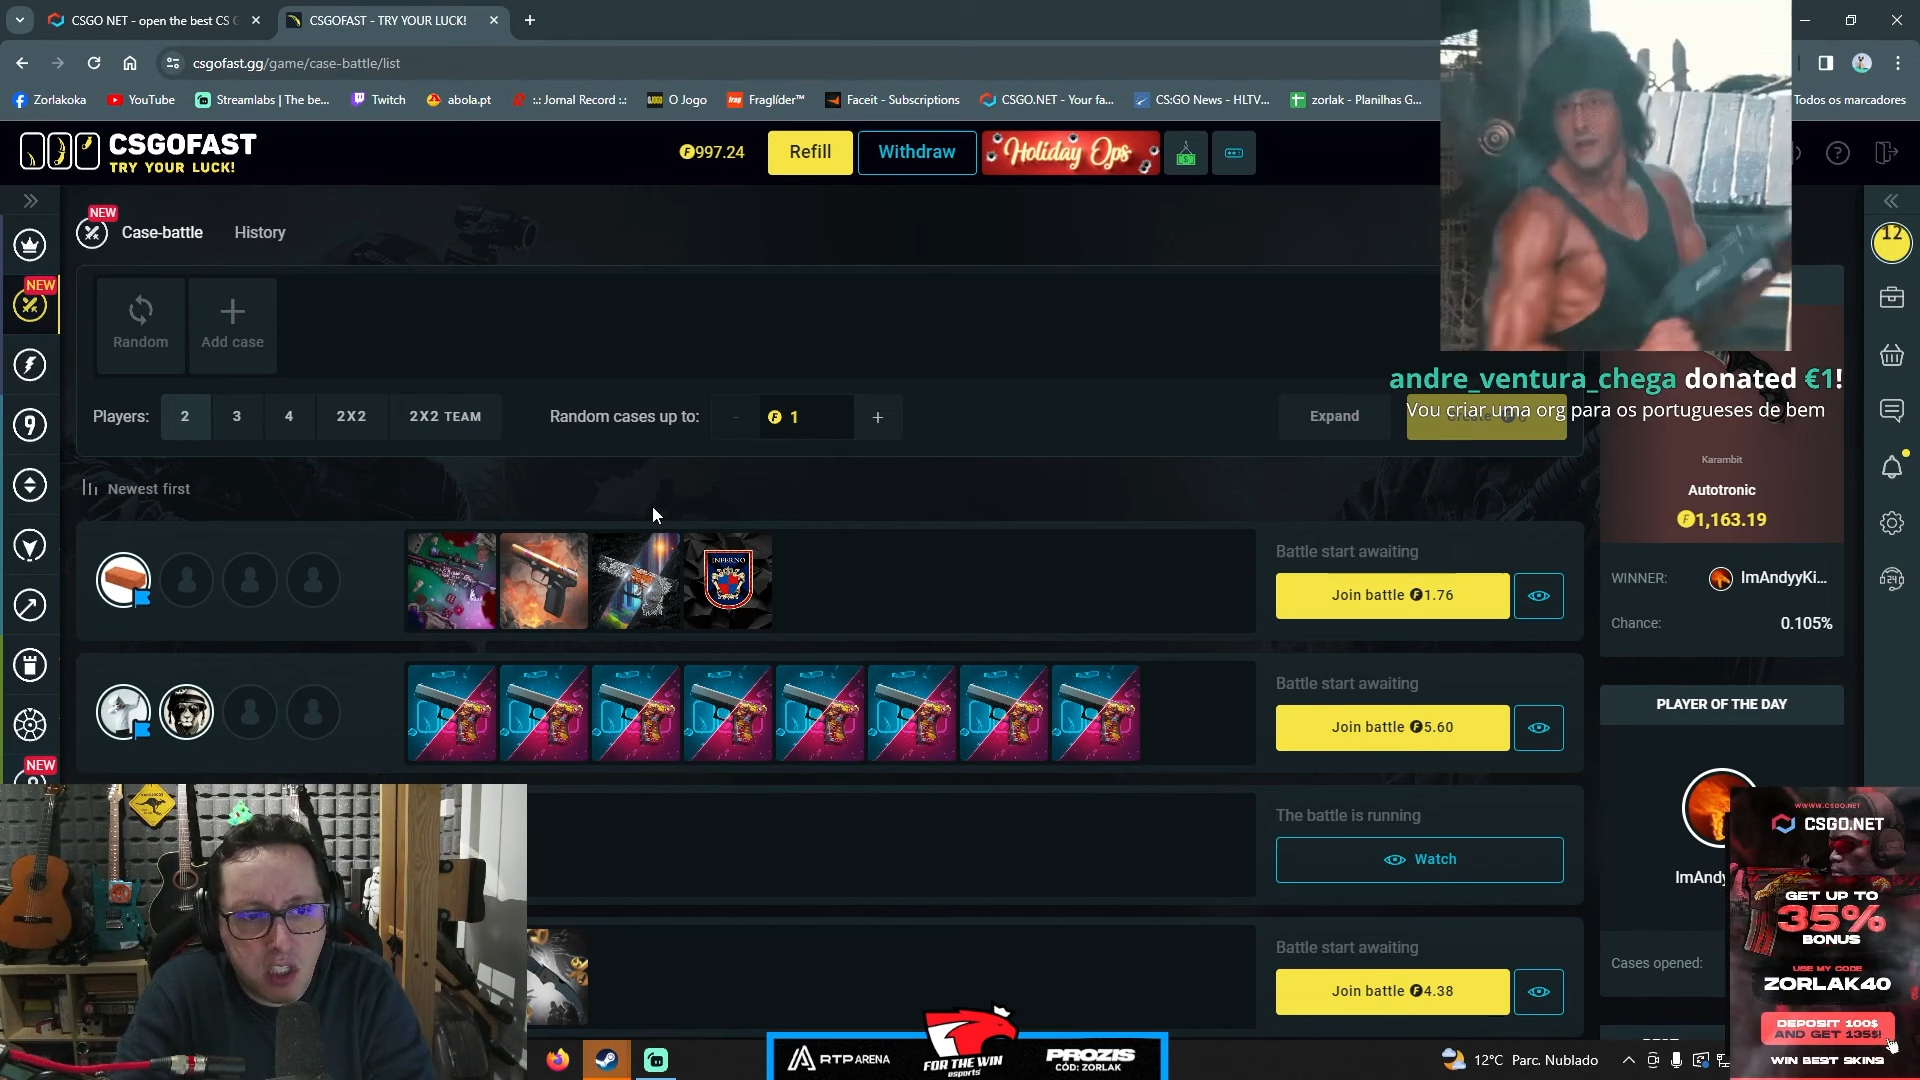 CSGO NET - open the best CS G
CSGOFAST - TRY YOUR LUCK!
csgofast.gg/game/case-battle/list
Zorlakoka
YouTube
Streamlabs | The be...
Twitch
abola.pt
.:: Jornal Record ::.
O Jogo
Fraglíder™
Faceit - Subscriptions
CSGO.NET - Your fa...
CS:GO News - HLTV...
zorlak - Planilhas G...
Todos os marcadores
CSGOFAST
TRY YOUR LUCK!
997.24
Refill
Withdraw
Holiday Ops
NEW
Case-battle
History
12
NEW
Random
Add case
andre_ventura_chega donated €1!
Vou criar uma org para os portugueses de bem
Players:
2
3
4
2X2
2X2 TEAM
Random cases up to:
-
1
+
Expand
Karambit
Autotronic
1,163.19
Newest first
INFERNO
Battle start awaiting
Join battle 1.76
WINNER:
ImAndyyKi...
Chance:
0.105%
Battle start awaiting
Join battle 5.60
PLAYER OF THE DAY
NEW
The battle is running
Watch
ImAndy
Cases opened:
Battle start awaiting
Join battle 4.38
WWW.CSGO.NET
CSGO.NET
GET UP TO
35%
BONUS
USE MY CODE
ZORLAK40
DEPOSIT 100$
AND GET 135$!
WIN BEST SKINS
RTP ARENA
FOR THE WIN
esports
PROZIS
CÓD: ZORLAK
12°C Parc. Nublado